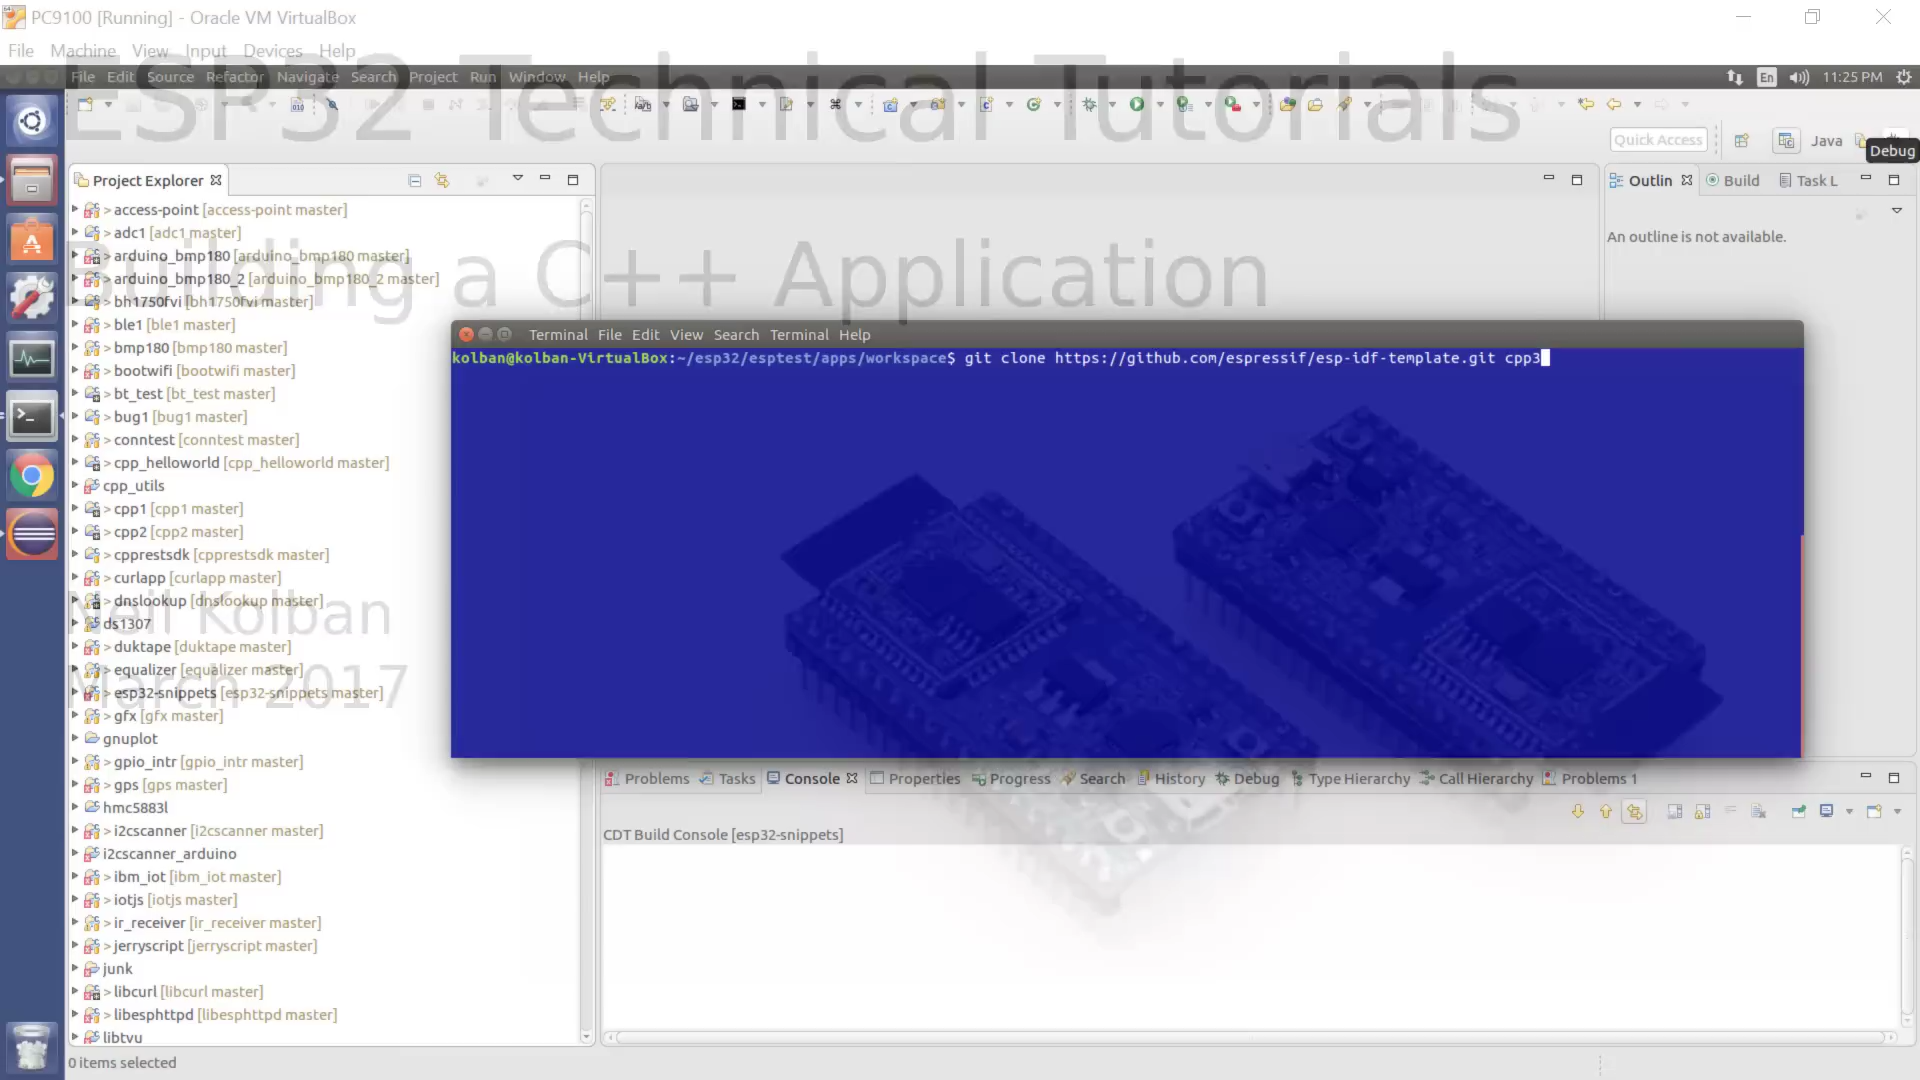 PC9100 [Running] - Oracle VM VirtualBox
File Machine View Input Devices Help
ESP32 Technical Tutorials
File Edit Source Refactor Navigate Search Project Run Window Help
En 11:25 PM
Quick Access
Java
Debug
Project Explorer
Outlin
Build
Task L
An outline is not available.
> access-point [access-point master]
> adc1 [adc1 master]
> arduino_bmp180 [arduino_bmp180 master]
> arduino_bmp180_2 [arduino_bmp180_2 master]
> bh1750fvi [bh1750fvi master]
> ble1 [ble1 master]
> bmp180 [bmp180 master]
> bootwifi [bootwifi master]
> bt_test [bt_test master]
> bug1 [bug1 master]
> conntest [conntest master]
> cpp_helloworld [cpp_helloworld master]
cpp_utils
> cpp1 [cpp1 master]
> cpp2 [cpp2 master]
> cpprestsdk [cpprestsdk master]
> curlapp [curlapp master]
> dnslookup [dnslookup master]
ds1307
> duktape [duktape master]
> equalizer [equalizer master]
> esp32-snippets [esp32-snippets master]
> gfx [gfx master]
gnuplot
> gpio_intr [gpio_intr master]
> gps [gps master]
hmc5883l
> i2cscanner [i2cscanner master]
i2cscanner_arduino
> ibm_iot [ibm_iot master]
> iotjs [iotjs master]
> ir_receiver [ir_receiver master]
> jerryscript [jerryscript master]
junk
> libcurl [libcurl master]
> libesphttpd [libesphttpd master]
libtvu
0 items selected
Building a C++ Application
Neil Kolban
March 2017
Terminal File Edit View Search Terminal Help
kolban@kolban-VirtualBox:~/esp32/esptest/apps/workspace$ git clone https://github.com/espressif/esp-idf-template.git cpp3
Problems Tasks Console Properties Progress Search History Debug Type Hierarchy Call Hierarchy Problems 1
CDT Build Console [esp32-snippets]